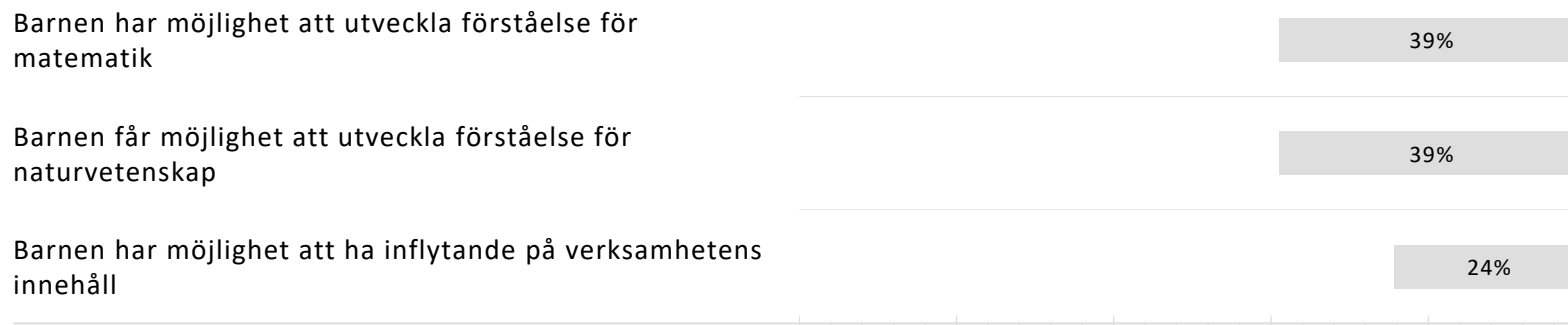 Barnen har möjlighet att utveckla förståelse för
matematik
39%
Barnen får möjlighet att utveckla förståelse för
naturvetenskap
39%
Barnen har möjlighet att ha inflytande på verksamhetens
innehåll
24%